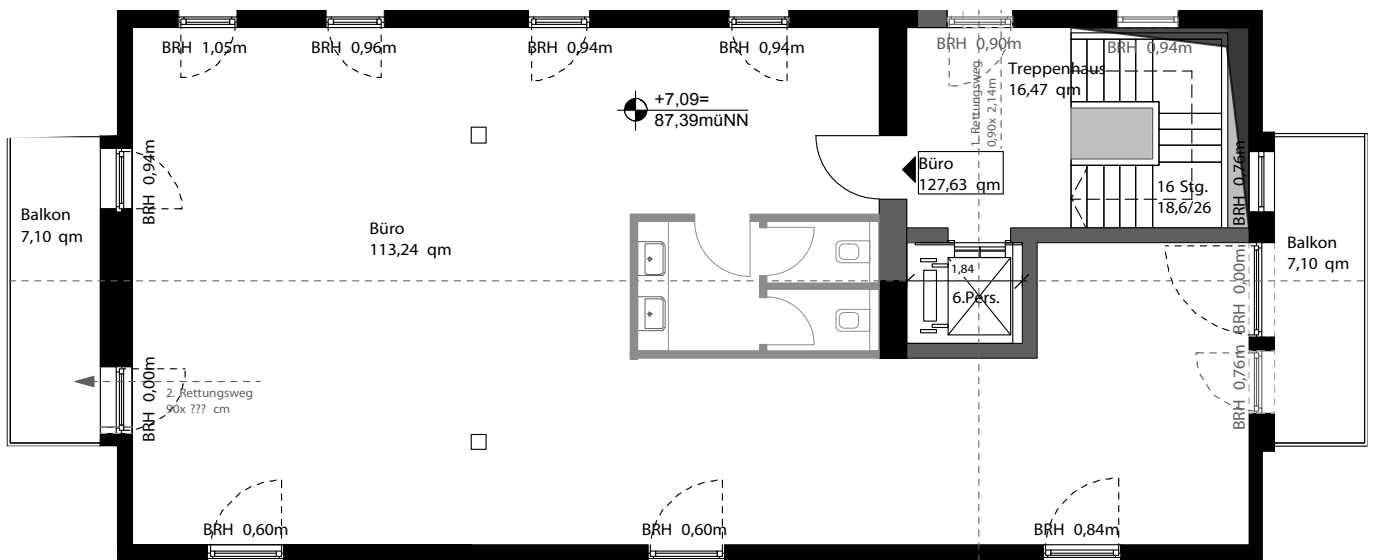 BRH 1,05m
BRH 0,96m
BRH 0,94m
BRH 0,94m
BRH 0,90m
BRH 0,94m
Treppenhaus
16,47 qm
1. Rettungsweg
0,90x 2,14m
+7,09=
87,39müNN
BRH 0,94m
Büro
127,63 qm
BRH 0,76m
16 Stg.
18,6/26
Balkon
7,10 qm
Büro
113,24 qm
Balkon
7,10 qm
1,84
6.Pers.
BRH 0,00m
BRH 0,00m
2. Rettungsweg
90x ??? cm
BRH 0,76m
BRH 0,60m
BRH 0,60m
BRH 0,84m